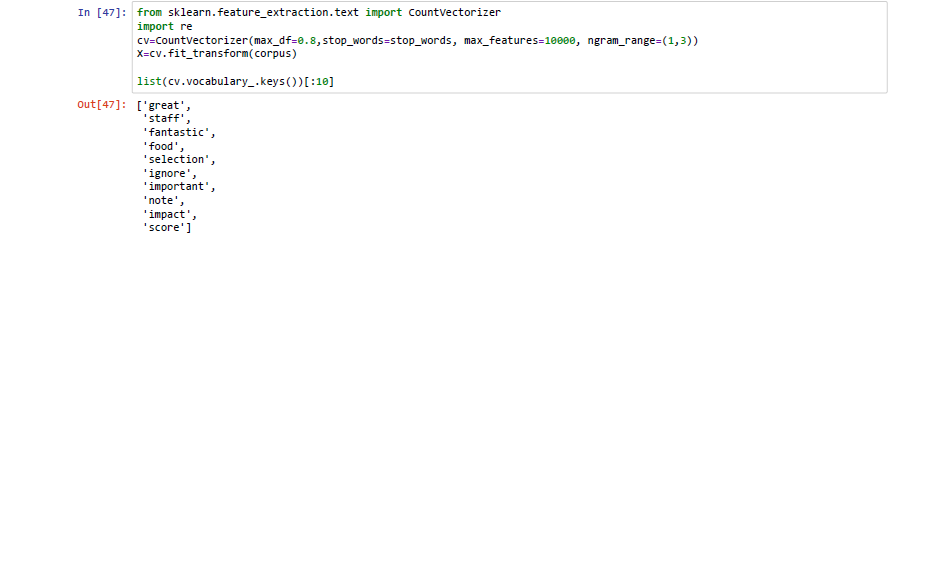 In [47]: from sklearn.feature_extraction.text import CountVectorizer
import re
cv=CountVectorizer(max_df=0.8,stop_words=stop_words, max_features=10000, ngram_range=(1,3))
X=cv.fit_transform(corpus)
list(cv.vocabulary_.keys())[:10]
Out[47]: ['great',
'staff',
'fantastic',
'food',
'selection',
'ignore',
'important',
'note',
'impact',
'score']